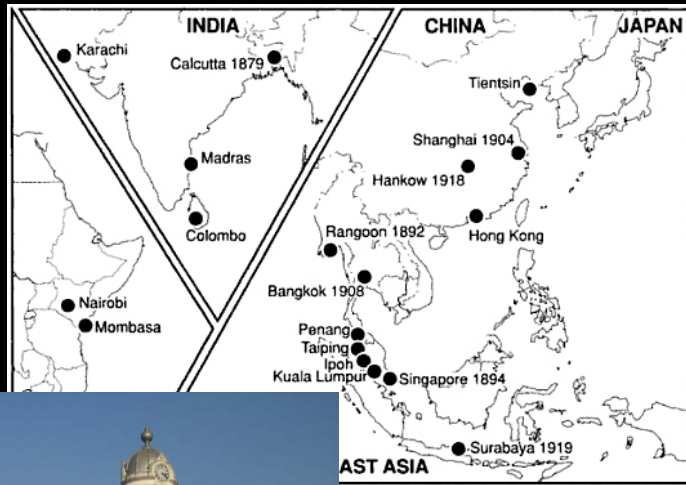 INDIA
CHINA
JAPAN
Karachi
Calcutta 1879
Tientsin
Shanghai 1904
Madras
Hankow 1918
Colombo
Rangoon 1892
Hong Kong
Bangkok 1908
Nairobi
Mombasa
Penang
Taiping
Ipoh
Kuala Lumpur
Singapore 1894
Surabaya 1919
AST ASIA